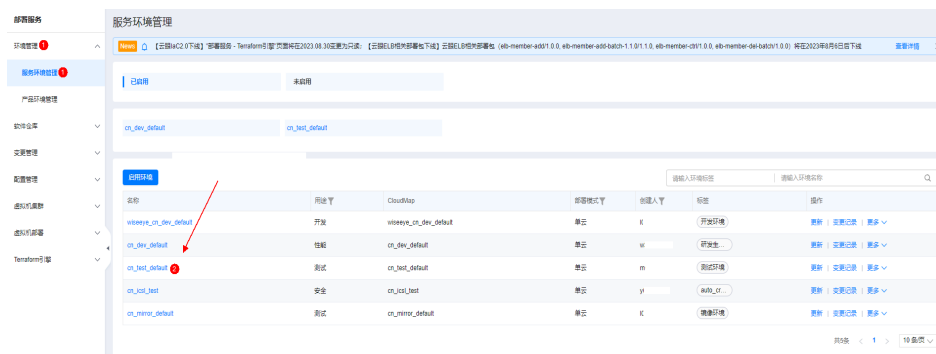 部署服务
服务环境管理
环境管理 1
News 【云眼IaC2.0下线】"部署服务 - Terraform引擎"页面将在2023.08.30变更为只读; 【云眼ELB相关部署包下线】云眼ELB相关部署包 (elb-member-add/1.0.0, elb-member-add-batch-1.1.0/1.1.0, elb-member-ctrl/1.0.0, elb-member-del-batch/1.0.0) 将在2023年8月6日后下线 查看详情
服务环境管理 1
已启用 未启用
产品环境管理
软件仓库
cn_dev_default cn_test_default
变更管理
配置管理
启用环境 请输入环境标签 请输入环境名称
虚拟机集群
名称 用途 CloudMap 部署模式 创建人 标签 操作
wiseeye_cn_dev_default 开发 wiseeye_cn_dev_default 单云 开发环境 更新 | 变更记录 | 更多
虚拟机部署
cn_dev_default 性能 cn_dev_default 单云 研发生... 更新 | 变更记录 | 更多
Terraform引擎
cn_test_default 2 测试 cn_test_default 单云 m 测试环境 更新 | 变更记录 | 更多
cn_icsl_test 安全 cn_icsl_test 单云 auto_cr... 更新 | 变更记录 | 更多
cn_mirror_default 测试 cn_mirror_default 单云 镜像环境 更新 | 变更记录 | 更多
共5条 < 1 > 10 条/页